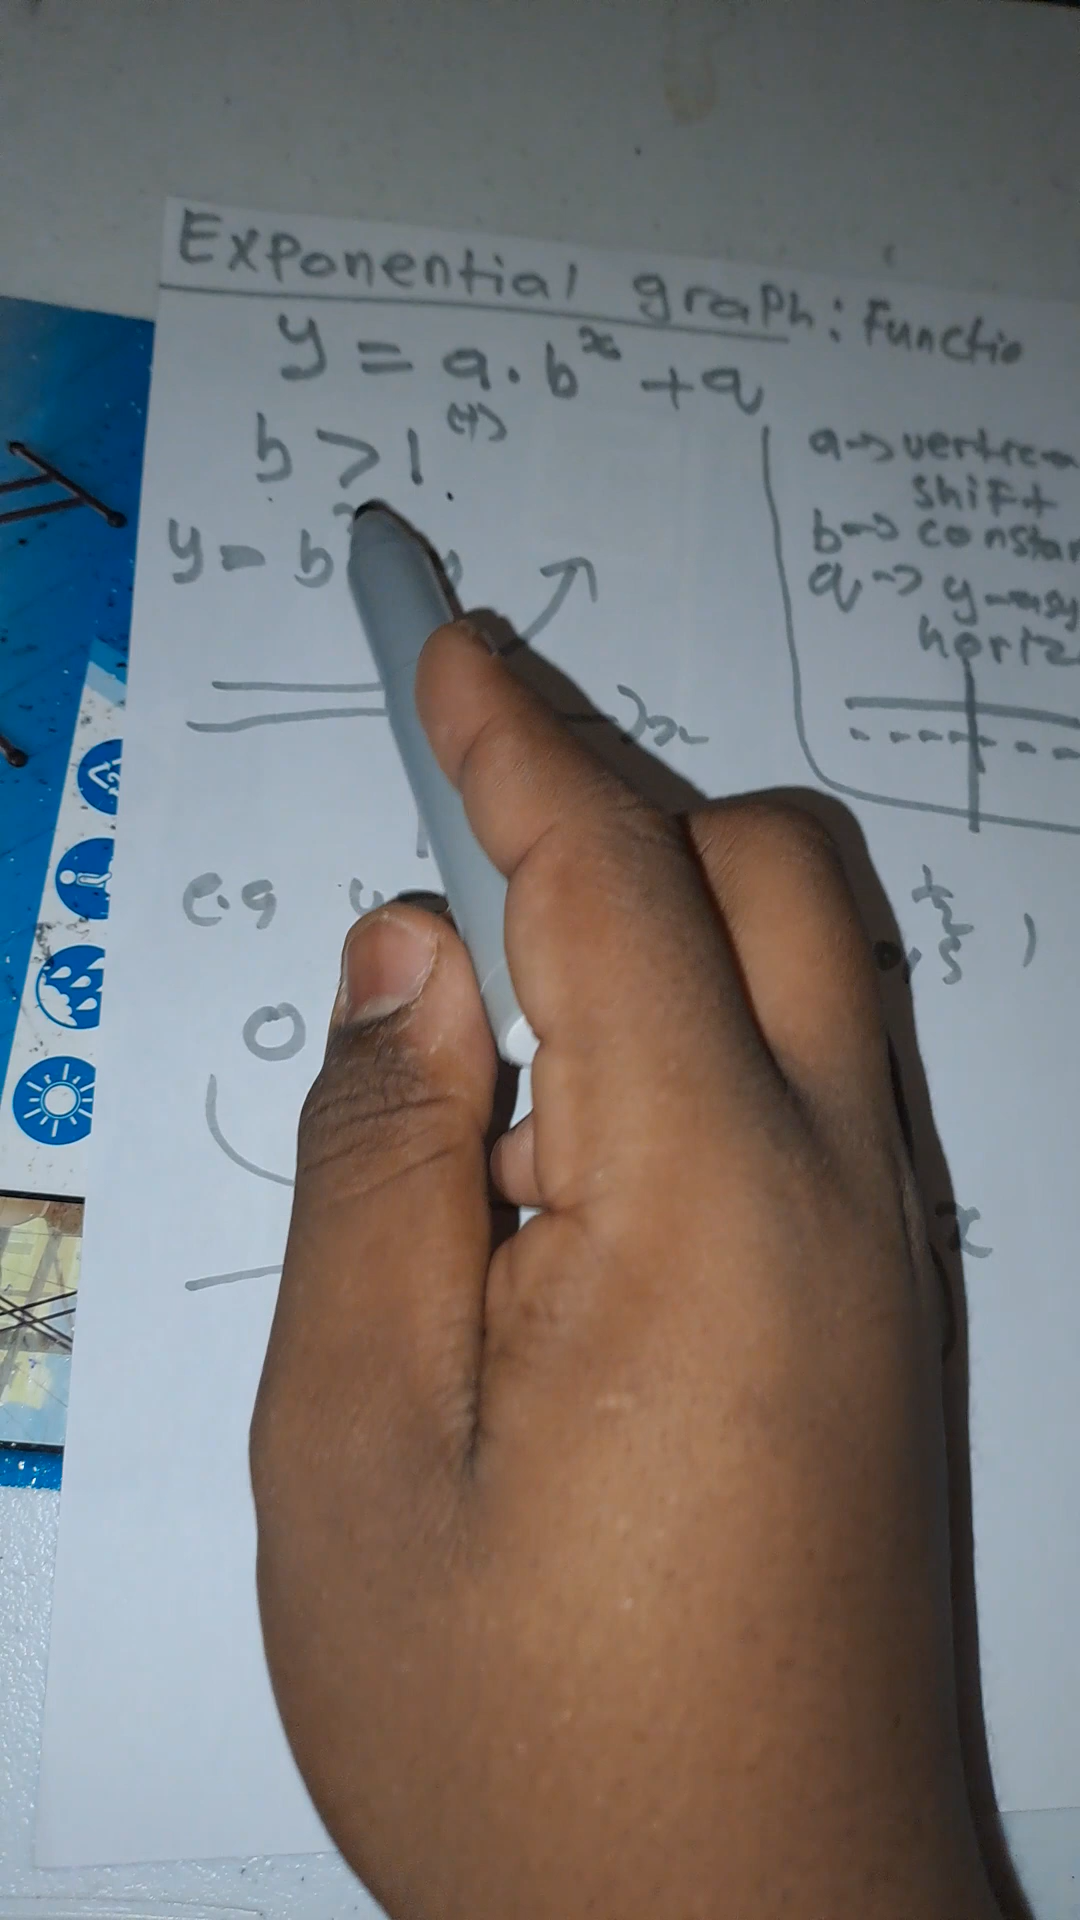 Exponential graph: Functio
y = a.b^x + q
b > 1 (+)
y = b
a → vertica
shift
b → constan
q → y-asy
horiz
x
e.g y
0
x